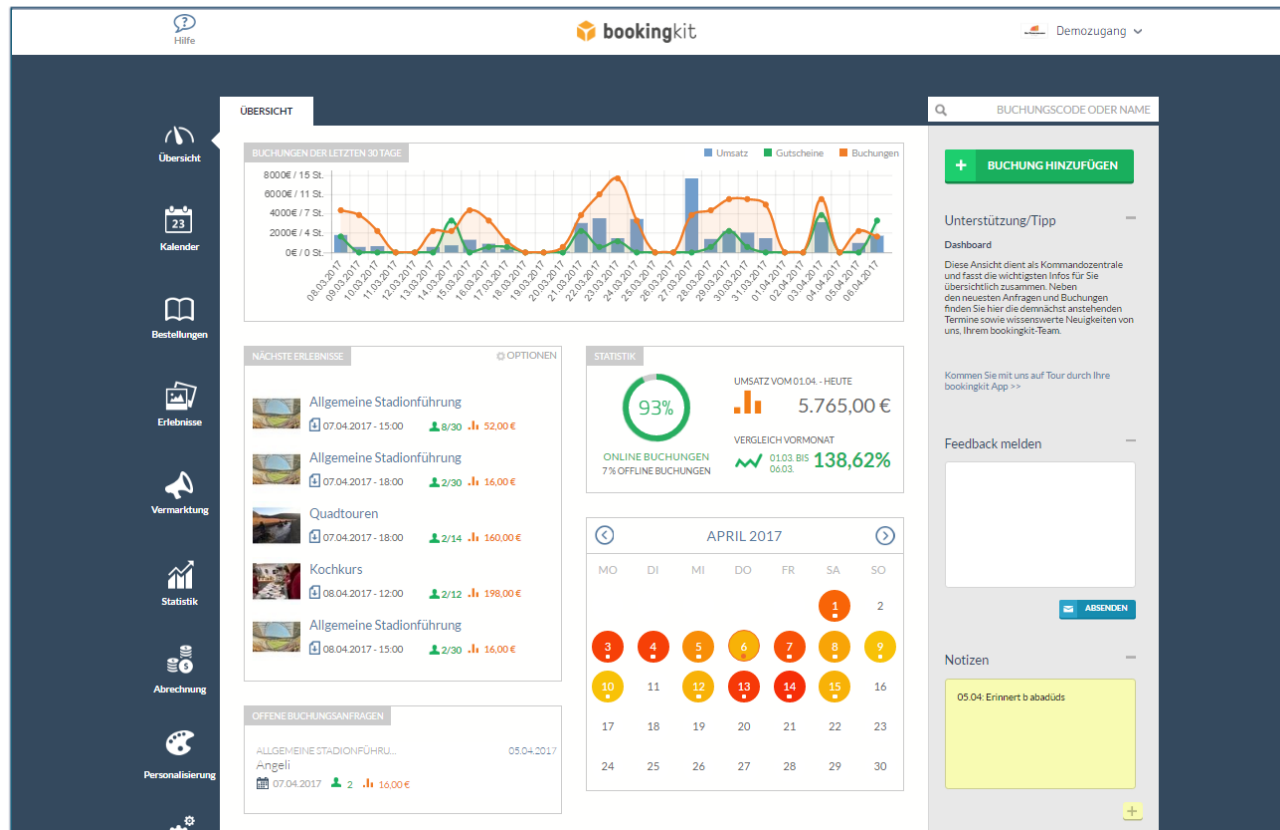 Hilfe
bookingkit
Demozugang
Übersicht
Kalender
23
Bestellungen
Erlebnisse
Vermarktung
Statistik
Abrechnung
Personalisierung
ÜBERSICHT
BUCHUNGEN DER LETZTEN 30 TAGE
Umsatz Gutscheine Buchungen
8000€ / 15 St.
6000€ / 11 St.
4000€ / 7 St.
2000€ / 4 St.
0€ / 0 St.
08.03.2017 09.03.2017 10.03.2017 11.03.2017 12.03.2017 13.03.2017 14.03.2017 15.03.2017 16.03.2017 17.03.2017 18.03.2017 19.03.2017 20.03.2017 21.03.2017 22.03.2017 23.03.2017 24.03.2017 25.03.2017 26.03.2017 27.03.2017 28.03.2017 29.03.2017 30.03.2017 31.03.2017 01.04.2017 02.04.2017 03.04.2017 04.04.2017 05.04.2017 06.04.2017
NÄCHSTE ERLEBNISSE
OPTIONEN
Allgemeine Stadionführung
07.04.2017 - 15:00 8/30 52,00 €
Allgemeine Stadionführung
07.04.2017 - 18:00 2/30 16,00 €
Quadtouren
07.04.2017 - 18:00 2/14 160,00 €
Kochkurs
08.04.2017 - 12:00 2/12 198,00 €
Allgemeine Stadionführung
08.04.2017 - 15:00 2/30 16,00 €
OFFENE BUCHUNGSANFRAGEN
ALLGEMEINE STADIONFÜHRU... 05.04.2017
Angeli
07.04.2017 2 16,00 €
STATISTIK
93%
ONLINE BUCHUNGEN
7 % OFFLINE BUCHUNGEN
UMSATZ VOM 01.04. - HEUTE
5.765,00 €
VERGLEICH VORMONAT
01.03. BIS
06.03.
138,62%
APRIL 2017
MO DI MI DO FR SA SO
1 2
3 4 5 6 7 8 9
10 11 12 13 14 15 16
17 18 19 20 21 22 23
24 25 26 27 28 29 30
BUCHUNGSCODE ODER NAME
+ BUCHUNG HINZUFÜGEN
Unterstützung/Tipp
Dashboard
Diese Ansicht dient als Kommandozentrale
und fasst die wichtigsten Infos für Sie
übersichtlich zusammen. Neben
den neuesten Anfragen und Buchungen
finden Sie hier die demnächst anstehenden
Termine sowie wissenswerte Neuigkeiten von
uns, Ihrem bookingkit-Team.
Kommen Sie mit uns auf Tour durch Ihre
bookingkit App >>
Feedback melden
ABSENDEN
Notizen
05.04: Erinnert b abadüds
+